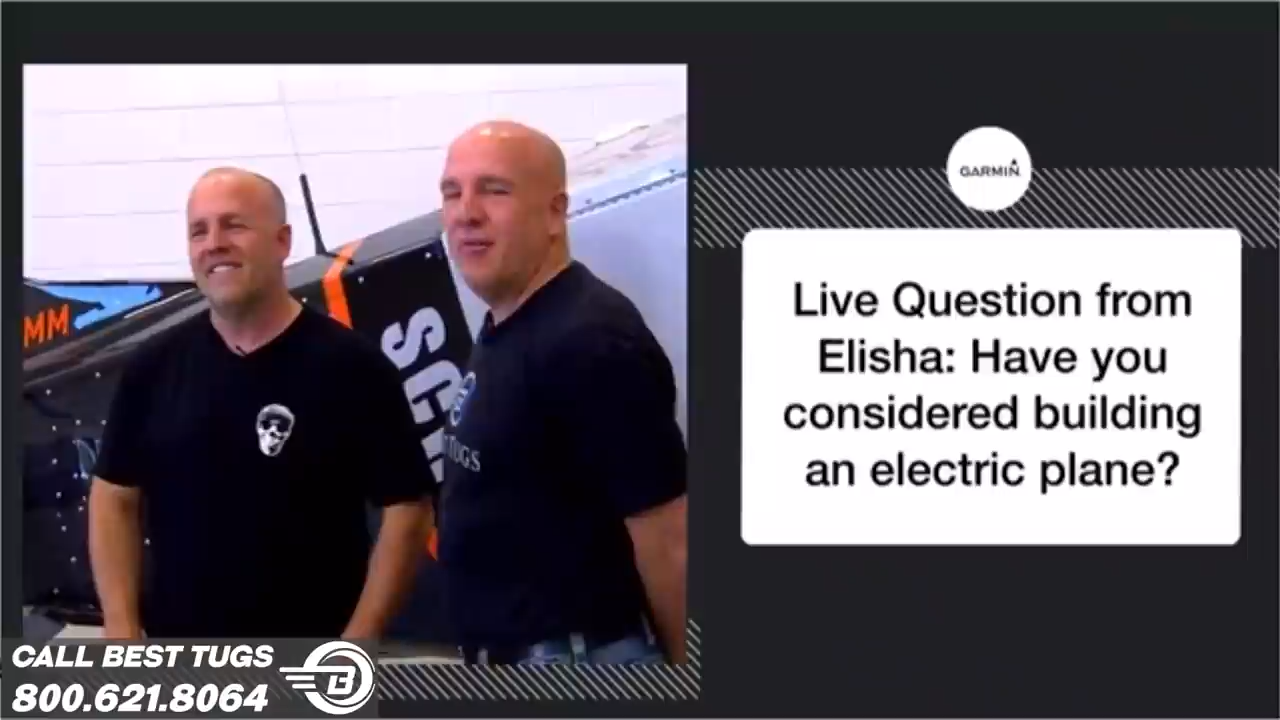 GARMIN
Live Question from
Elisha: Have you
considered building
an electric plane?
MM
TUGS
CALL BEST TUGS
800.621.8064
B